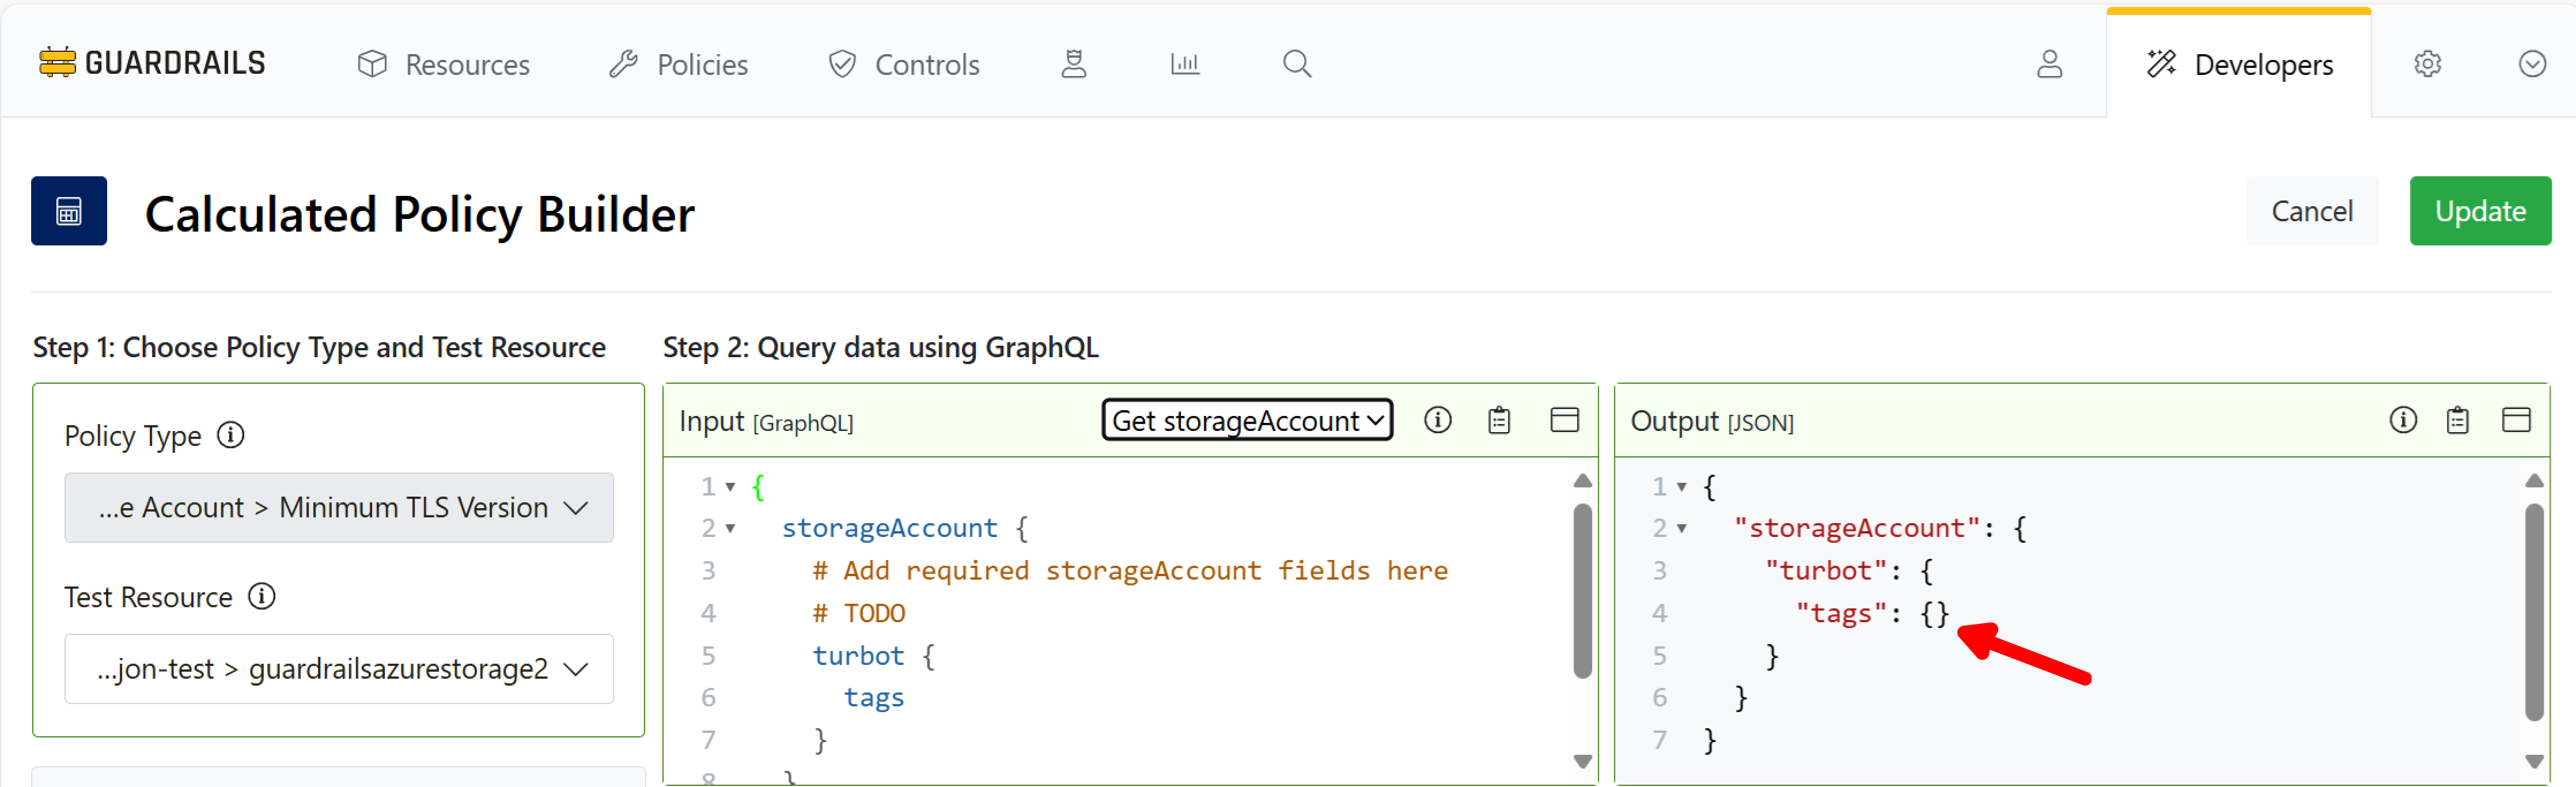 GUARDRAILS Resources Policies Controls Developers
Calculated Policy Builder Cancel Update
Step 1: Choose Policy Type and Test Resource
Policy Type
...e Account > Minimum TLS Version
Test Resource
...jon-test > guardrailsazurestorage2
Step 2: Query data using GraphQL
Input [GraphQL] Get storageAccount
1 {
2 storageAccount {
3 # Add required storageAccount fields here
4 # TODO
5 turbot {
6 tags
7 }
8 }
Output [JSON]
1 {
2 "storageAccount": {
3 "turbot": {
4 "tags": {}
5 }
6 }
7 }